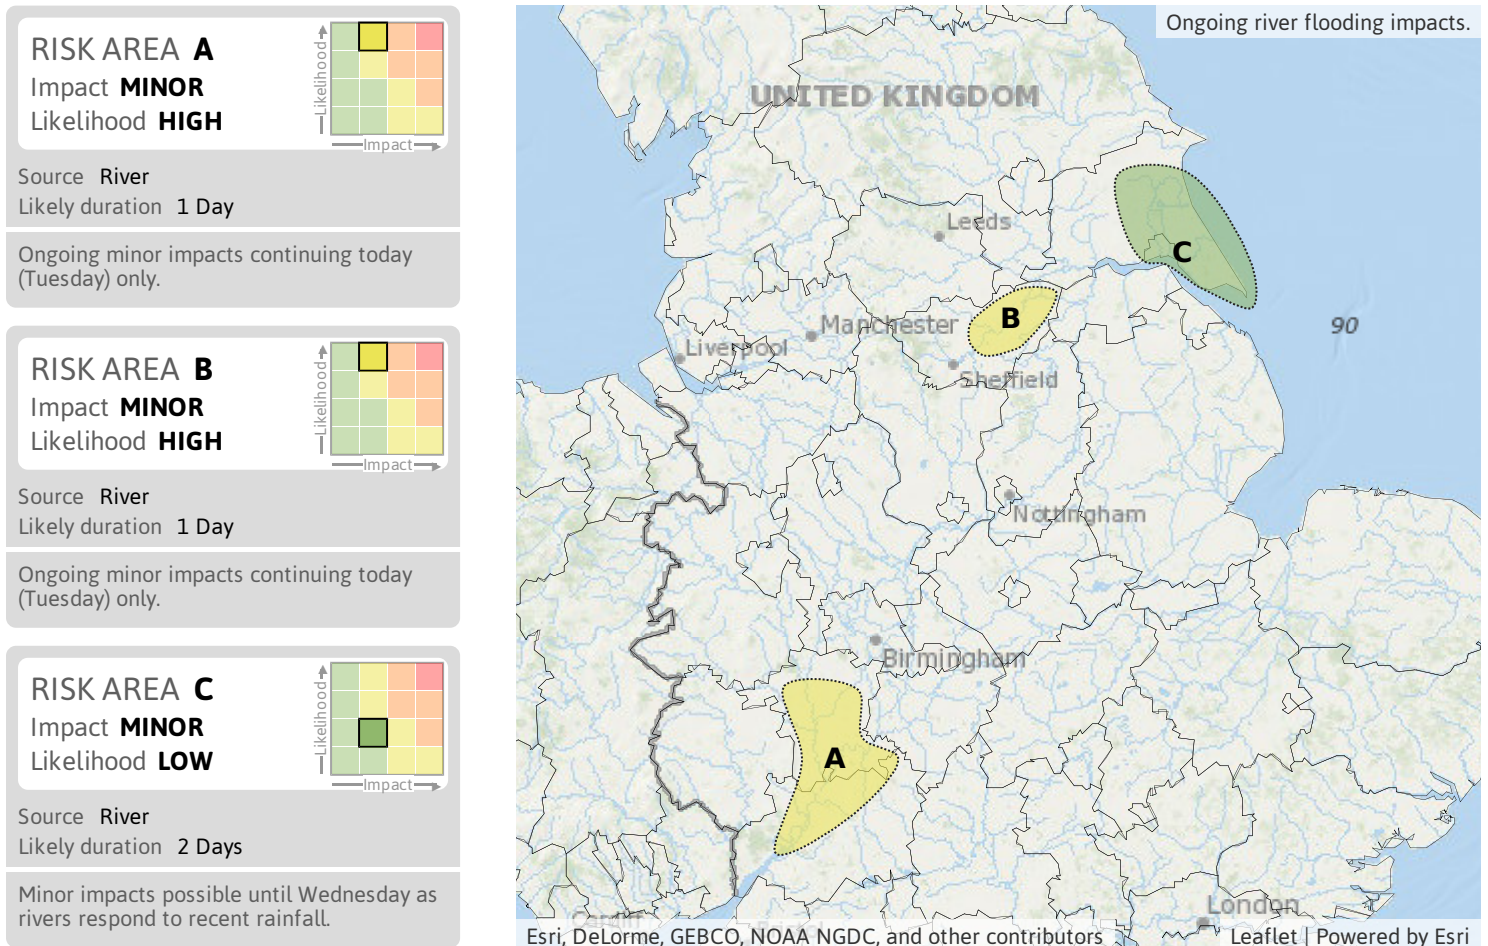 RISK AREA A
Impact MINOR
Likelihood HIGH
Likelihood
Impact
Source River
Likely duration 1 Day
Ongoing minor impacts continuing today
(Tuesday) only.
RISK AREA B
Impact MINOR
Likelihood HIGH
Likelihood
Impact
Source River
Likely duration 1 Day
Ongoing minor impacts continuing today
(Tuesday) only.
RISK AREA C
Impact MINOR
Likelihood LOW
Likelihood
Impact
Source River
Likely duration 2 Days
Minor impacts possible until Wednesday as
rivers respond to recent rainfall.
Ongoing river flooding impacts.
UNITED KINGDOM
Leeds
C
B
Manchester
90
Liverpool
Sheffield
Nottingham
Birmingham
A
London
Cardiff
Bristol
Esri, DeLorme, GEBCO, NOAA NGDC, and other contributors
Leaflet | Powered by Esri